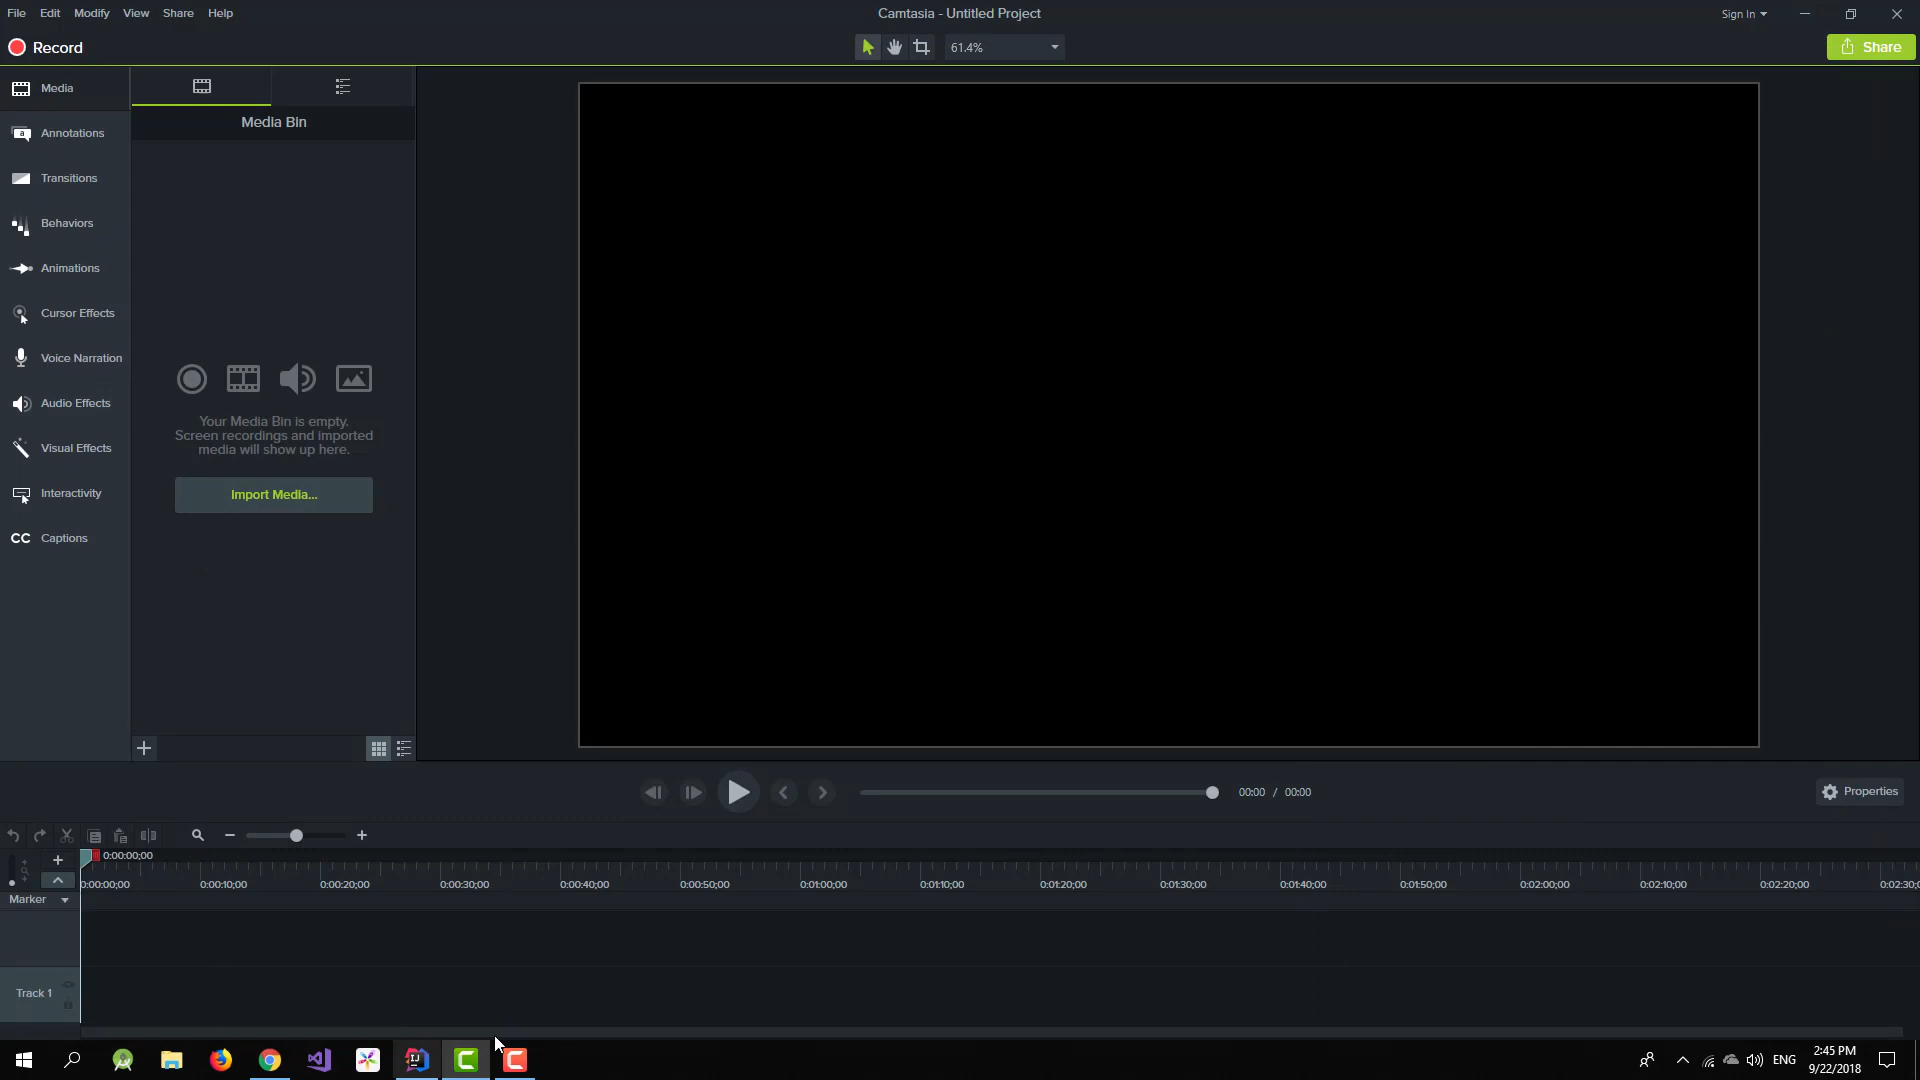 File Edit Modify View Share Help
Camtasia - Untitled Project
Sign In
Record
61.4%
Share
Media
Annotations
Transitions
Behaviors
Animations
Cursor Effects
Voice Narration
Audio Effects
Visual Effects
Interactivity
CC Captions
Media Bin
Your Media Bin is empty.
Screen recordings and imported
media will show up here.
Import Media...
00:00 / 00:00
Properties
0:00:00;00
0:00:00;00 0:00:10;00 0:00:20;00 0:00:30;00 0:00:40;00 0:00:50;00 0:01:00;00 0:01:10;00 0:01:20;00 0:01:30;00 0:01:40;00 0:01:50;00 0:02:00;00 0:02:10;00 0:02:20;00 0:02:30;
Marker
Track 1
ENG
2:45 PM
9/22/2018